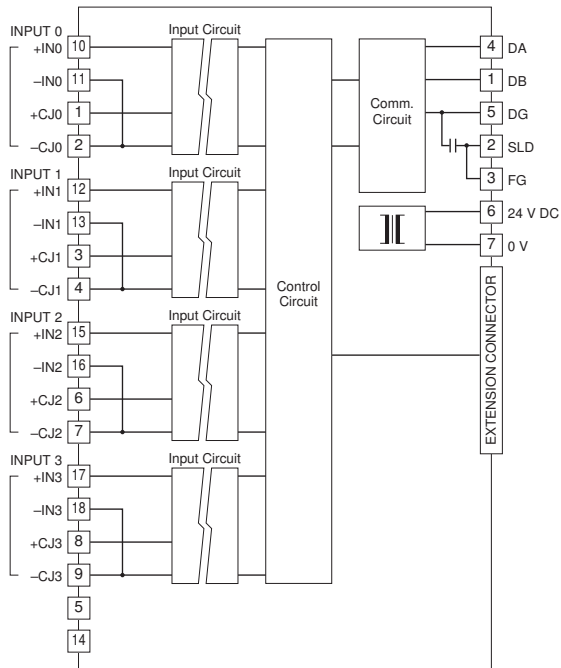 INPUT 0
+IN0 10
–IN0 11
+CJ0 1
–CJ0 2
Input Circuit
INPUT 1
+IN1 12
–IN1 13
+CJ1 3
–CJ1 4
Input Circuit
INPUT 2
+IN2 15
–IN2 16
+CJ2 6
–CJ2 7
Input Circuit
INPUT 3
+IN3 17
–IN3 18
+CJ3 8
–CJ3 9
Input Circuit
5
14
Control
Circuit
Comm.
Circuit
4 DA
1 DB
5 DG
2 SLD
3 FG
6 24 V DC
7 0 V
EXTENSION CONNECTOR